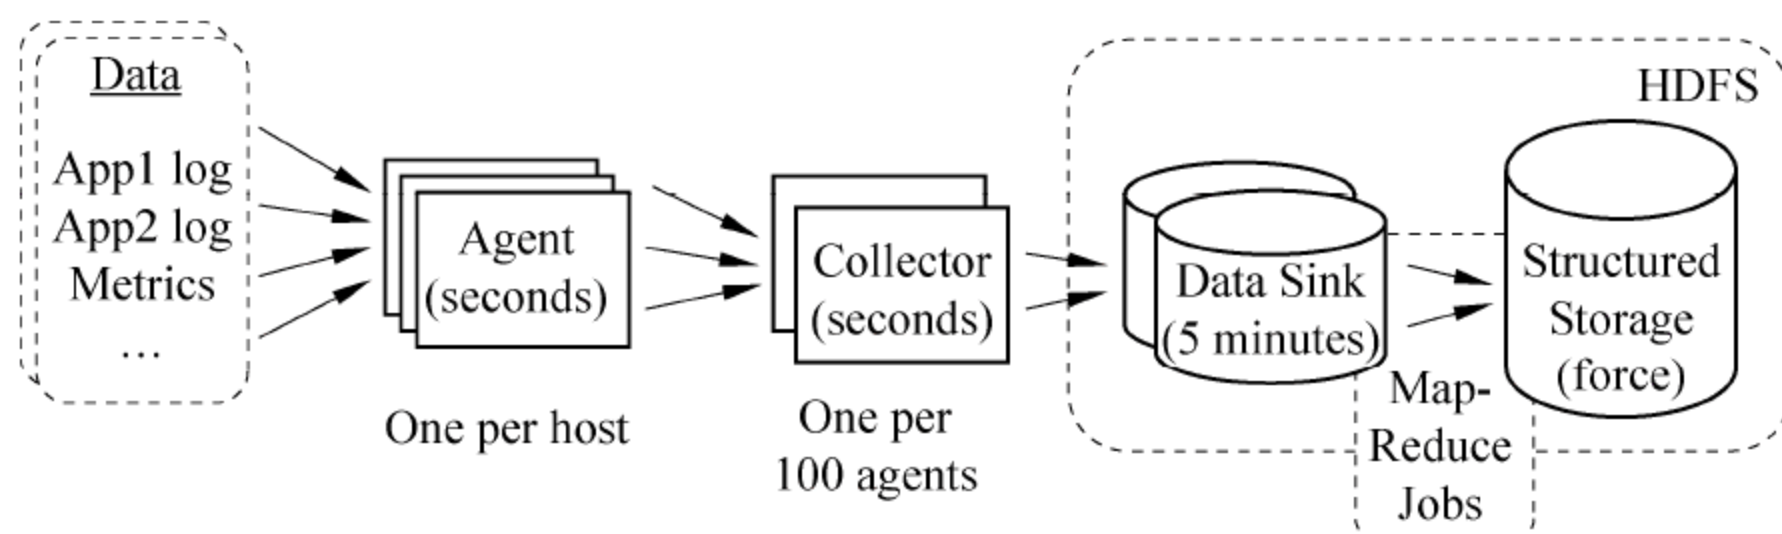 Data
App1 log
App2 log
Metrics
...
Agent
(seconds)
One per host
Collector
(seconds)
One per
100 agents
HDFS
Data Sink
(5 minutes)
Map-
Reduce
Jobs
Structured
Storage
(force)